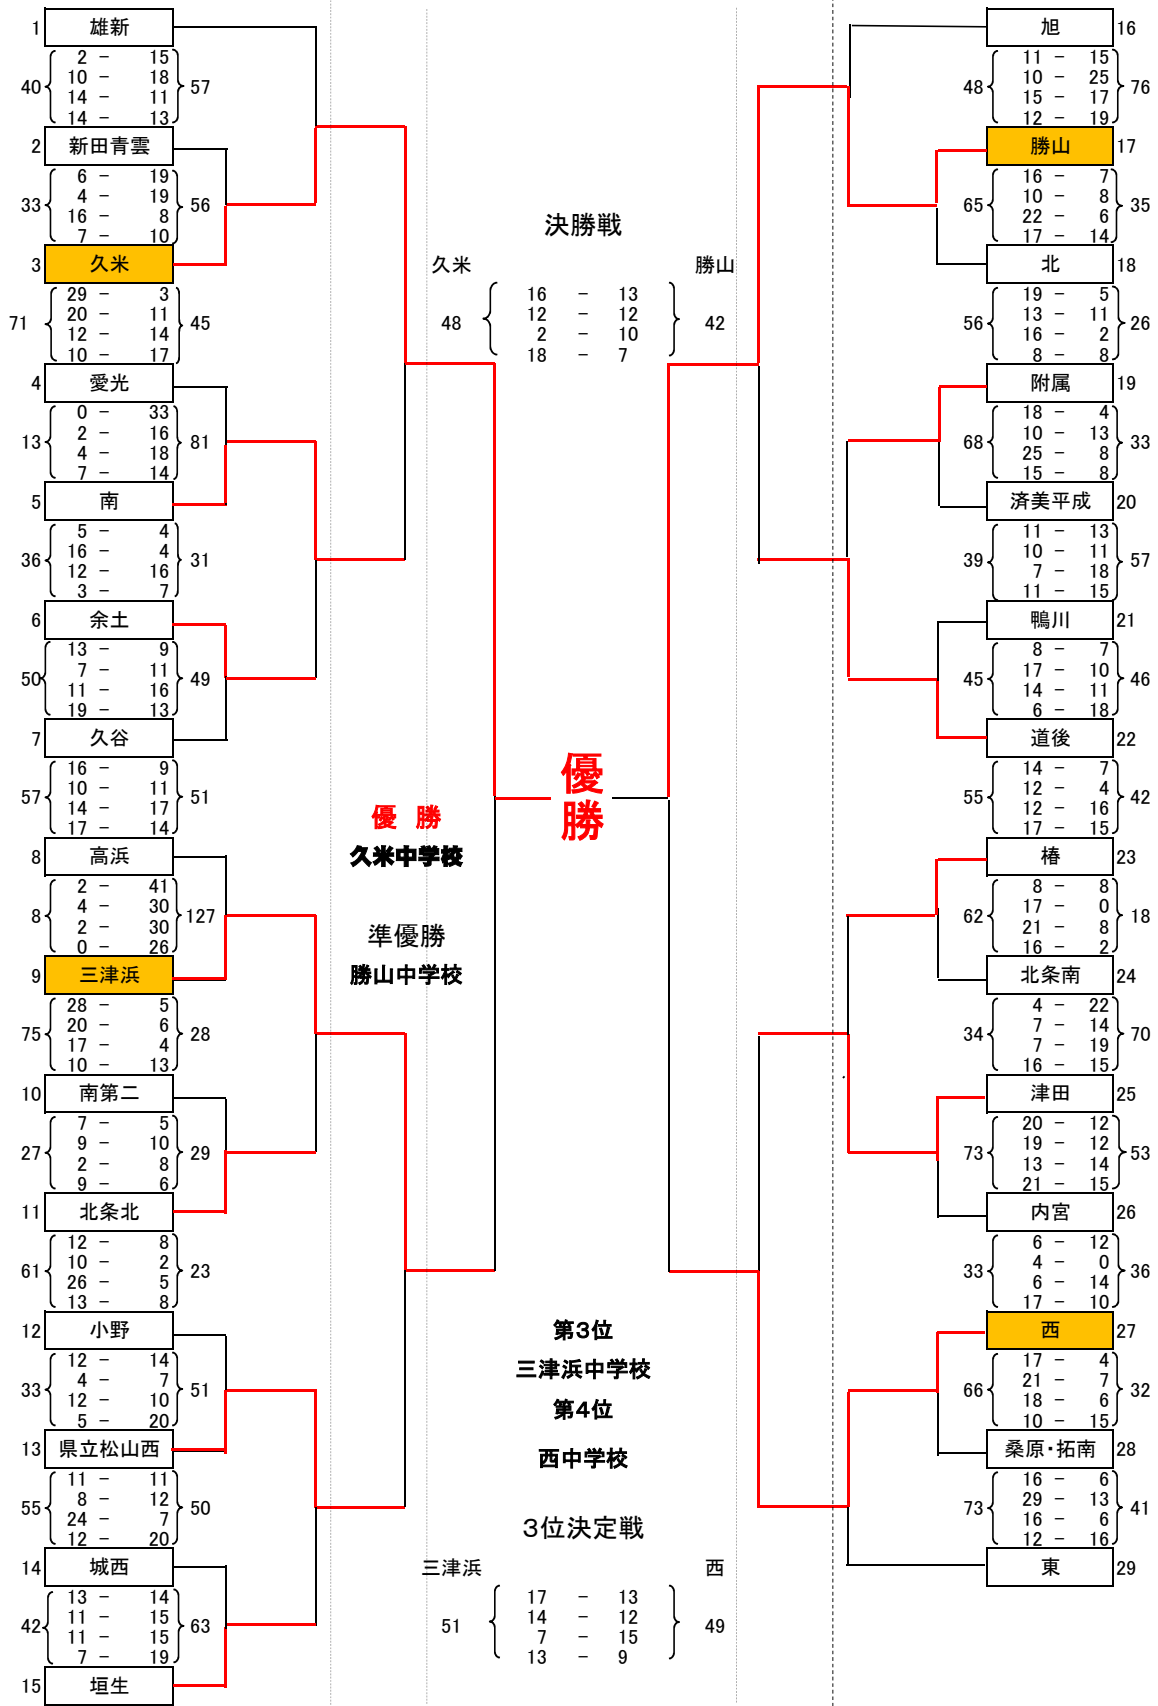 1 雄新
2 - 15
10 - 18
40 57
14 - 11
14 - 13
2 新田青雲
6 - 19
4 - 19
33 56
16 - 8
7 - 10
3 久米
29 - 3
20 - 11
71 45
12 - 14
10 - 17
4 愛光
0 - 33
2 - 16
13 81
4 - 18
7 - 14
5 南
5 - 4
16 - 4
36 31
12 - 16
3 - 7
6 余土
13 - 9
7 - 11
50 49
11 - 16
19 - 13
7 久谷
16 - 9
10 - 11
57 51
14 - 17
17 - 14
8 高浜
2 - 41
4 - 30
8 127
2 - 30
0 - 26
9 三津浜
28 - 5
20 - 6
75 28
17 - 4
10 - 13
10 南第二
7 - 5
9 - 10
27 29
2 - 8
9 - 6
11 北条北
12 - 8
10 - 2
61 23
26 - 5
13 - 8
12 小野
12 - 14
4 - 7
33 51
12 - 10
5 - 20
13 県立松山西
11 - 11
8 - 12
55 50
24 - 7
12 - 20
14 城西
13 - 14
11 - 15
42 63
11 - 15
7 - 19
15 垣生
決勝戦
久米 勝山
16 - 13
12 - 12
48 42
2 - 10
18 - 7
優勝
優 勝
久米中学校
準優勝
勝山中学校
第3位
三津浜中学校
第4位
西中学校
3位決定戦
三津浜 西
17 - 13
14 - 12
51 49
7 - 15
13 - 9
旭 16
11 - 15
10 - 25
48 76
15 - 17
12 - 19
勝山 17
16 - 7
10 - 8
65 35
22 - 6
17 - 14
北 18
19 - 5
13 - 11
56 26
16 - 2
8 - 8
附属 19
18 - 4
10 - 13
68 33
25 - 8
15 - 8
済美平成 20
11 - 13
10 - 11
39 57
7 - 18
11 - 15
鴨川 21
8 - 7
17 - 10
45 46
14 - 11
6 - 18
道後 22
14 - 7
12 - 4
55 42
12 - 16
17 - 15
椿 23
8 - 8
17 - 0
62 18
21 - 8
16 - 2
北条南 24
4 - 22
7 - 14
34 70
7 - 19
16 - 15
津田 25
20 - 12
19 - 12
73 53
13 - 14
21 - 15
内宮 26
6 - 12
4 - 0
33 36
6 - 14
17 - 10
西 27
17 - 4
21 - 7
66 32
18 - 6
10 - 15
桑原・拓南 28
16 - 6
29 - 13
73 41
16 - 6
12 - 16
東 29